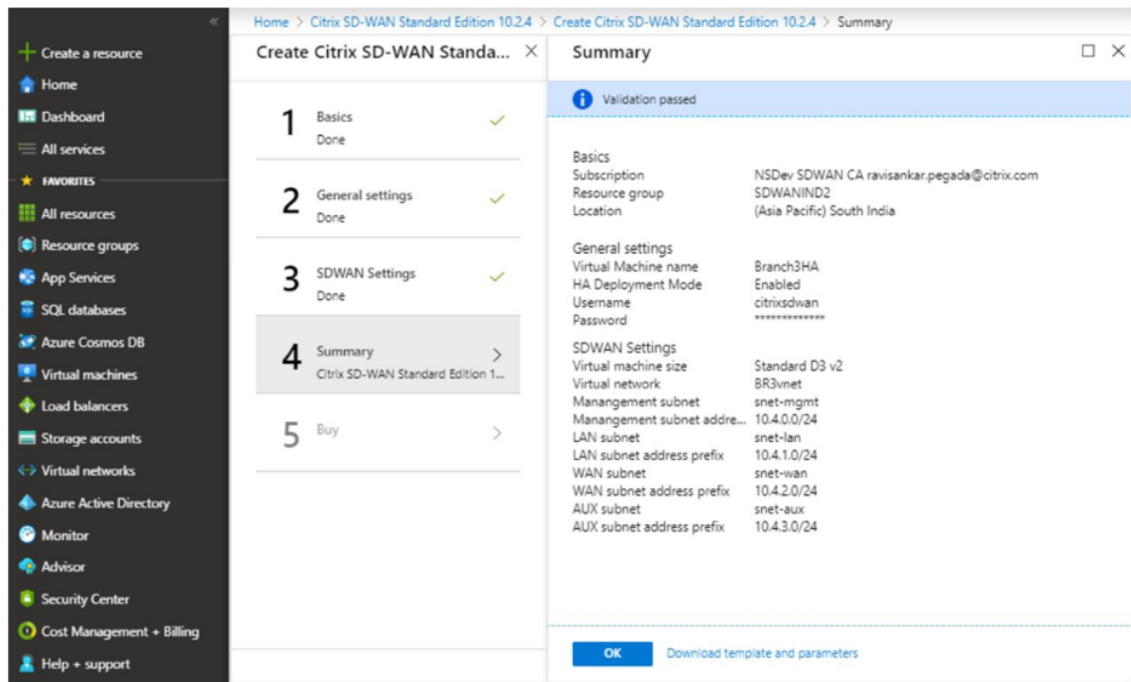 «
Home > Citrix SD-WAN Standard Edition 10.2.4 > Create Citrix SD-WAN Standard Edition 10.2.4 > Summary
Create a resource
Home
Dashboard
All services
FAVORITES
All resources
Resource groups
App Services
SQL databases
Azure Cosmos DB
Virtual machines
Load balancers
Storage accounts
Virtual networks
Azure Active Directory
Monitor
Advisor
Security Center
Cost Management + Billing
Help + support
Create Citrix SD-WAN Standa...
1 Basics
Done
2 General settings
Done
3 SDWAN Settings
Done
4 Summary
Citrix SD-WAN Standard Edition 1...
5 Buy
Summary
Validation passed
Basics
Subscription NSDev SDWAN CA ravisankar.pegada@citrix.com
Resource group SDWANIND2
Location (Asia Pacific) South India
General settings
Virtual Machine name Branch3HA
HA Deployment Mode Enabled
Username citrixsdwan
Password *************
SDWAN Settings
Virtual machine size Standard D3 v2
Virtual network BR3vnet
Manangement subnet snet-mgmt
Manangement subnet addre... 10.4.0.0/24
LAN subnet snet-lan
LAN subnet address prefix 10.4.1.0/24
WAN subnet snet-wan
WAN subnet address prefix 10.4.2.0/24
AUX subnet snet-aux
AUX subnet address prefix 10.4.3.0/24
OK Download template and parameters